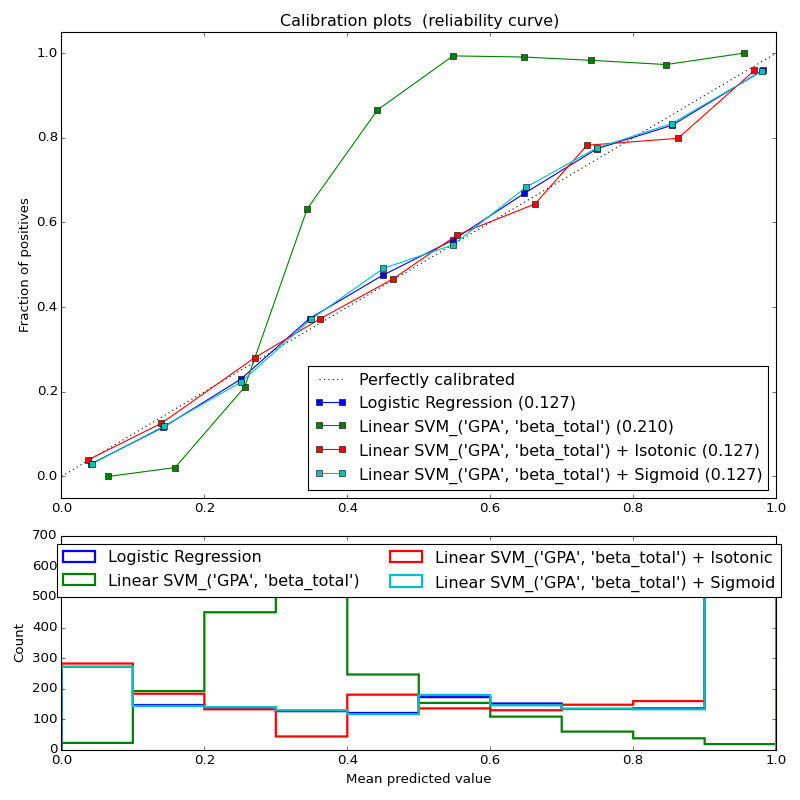 Calibration plots  (reliability curve)
1.0
0.8
0.6
0.4
0.2
0.0
Fraction of positives
Perfectly calibrated
Logistic Regression (0.127)
Linear SVM_('GPA', 'beta_total') (0.210)
Linear SVM_('GPA', 'beta_total') + Isotonic (0.127)
Linear SVM_('GPA', 'beta_total') + Sigmoid (0.127)
0.0 0.2 0.4 0.6 0.8 1.0
700
600
500
400
300
200
100
0
Count
Logistic Regression
Linear SVM_('GPA', 'beta_total')
Linear SVM_('GPA', 'beta_total') + Isotonic
Linear SVM_('GPA', 'beta_total') + Sigmoid
0.0 0.2 0.4 0.6 0.8 1.0
Mean predicted value